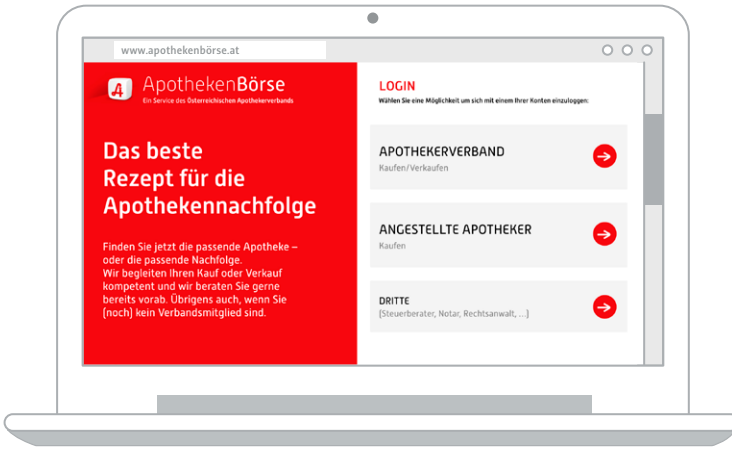 www.apothekenbörse.at
ApothekenBörse
Ein Service des Österreichischen Apothekerverbands
Das beste
Rezept für die
Apothekennachfolge
Finden Sie jetzt die passende Apotheke –
oder die passende Nachfolge.
Wir begleiten Ihren Kauf oder Verkauf
kompetent und wir beraten Sie gerne
bereits vorab. Übrigens auch, wenn Sie
(noch) kein Verbandsmitglied sind.
LOGIN
Wählen Sie eine Möglichkeit um sich mit einem Ihrer Konten einzuloggen:
APOTHEKERVERBAND
Kaufen/Verkaufen
ANGESTELLTE APOTHEKER
Kaufen
DRITTE
(Steuerberater, Notar, Rechtsanwalt, ...)